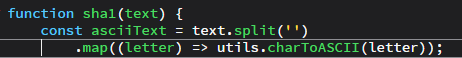 function sha1(text) {
const asciiText = text.split('')
.map((letter) => utils.charToASCII(letter));